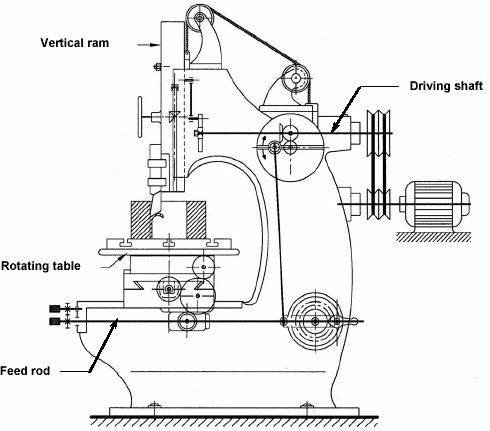 Vertical ram
Driving shaft
Rotating table
Feed rod